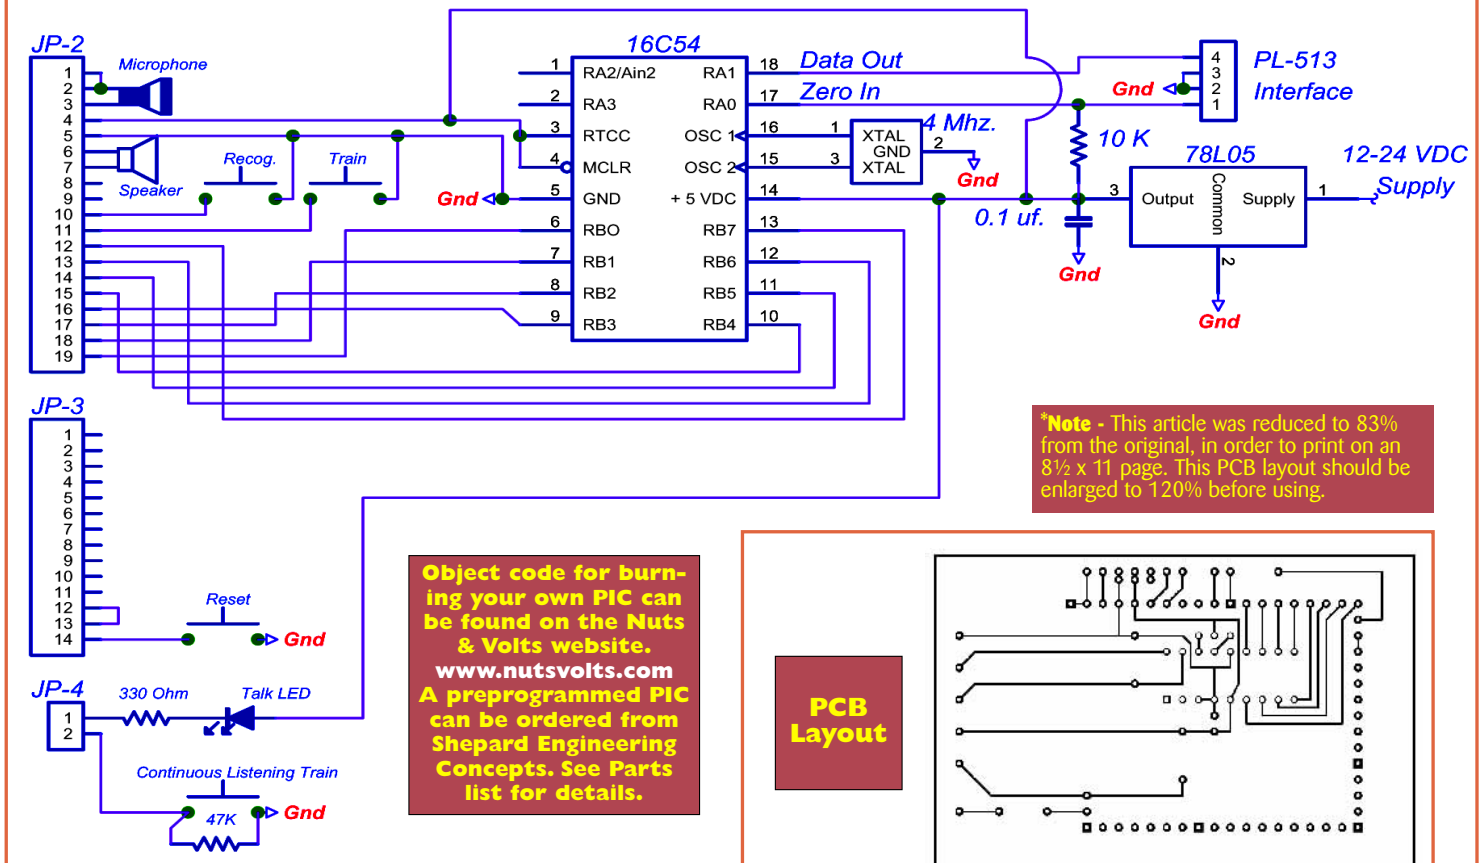 JP-2
1
2
3
4
5
6
7
8
9
10
11
12
13
14
15
16
17
18
19
Microphone
Speaker
Recog.
Train
Gnd
16C54
1 RA2/Ain2
2 RA3
3 RTCC
4 MCLR
5 GND
6 RBO
7 RB1
8 RB2
9 RB3
RA1 18 Data Out
RA0 17 Zero In
OSC 1 16
OSC 2 15
+ 5 VDC 14
RB7 13
RB6 12
RB5 11
RB4 10
1 XTAL
GND 2
3 XTAL
4 Mhz.
Gnd
4
3
2
1
Gnd
PL-513
Interface
10 K
0.1 uf.
Gnd
78L05
3 Output
Common
2
Supply 1
Gnd
12-24 VDC
Supply
JP-3
1
2
3
4
5
6
7
8
9
10
11
12
13
14
Reset
Gnd
JP-4
1
2
330 Ohm
Talk LED
Continuous Listening Train
47K
Gnd
Object code for burn-
ing your own PIC can
be found on the Nuts
& Volts website.
www.nutsvolts.com
A preprogrammed PIC
can be ordered from
Shepard Engineering
Concepts. See Parts
list for details.
*Note - This article was reduced to 83%
from the original, in order to print on an
8½ x 11 page. This PCB layout should be
enlarged to 120% before using.
PCB
Layout